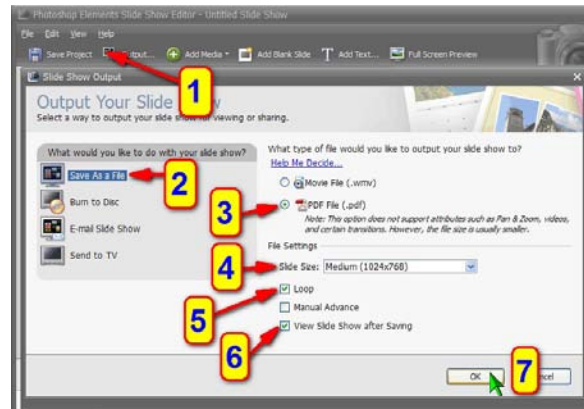 Photoshop Elements Slide Show Editor - Untitled Slide Show
File Edit View Help
Save Project Output... Add Media Add Blank Slide Add Text... Full Screen Preview
1
Slide Show Output
Output Your Slide
Select a way to output your slide for viewing or sharing.
What would you like to do with your slide show?
Save As a File
2
Burn to Disc
E-mail Slide Show
Send to TV
What type of file would you like to output your slide show to?
Help Me Decide...
Movie File (.wmv)
3
PDF File (.pdf)
Note: This option does not support attributes such as Pan & Zoom, videos,
and certain transitions. However, the file size is usually smaller.
File Settings
4
Slide Size: Medium (1024x768)
5
Loop
Manual Advance
6
View Slide Show after Saving
OK
7